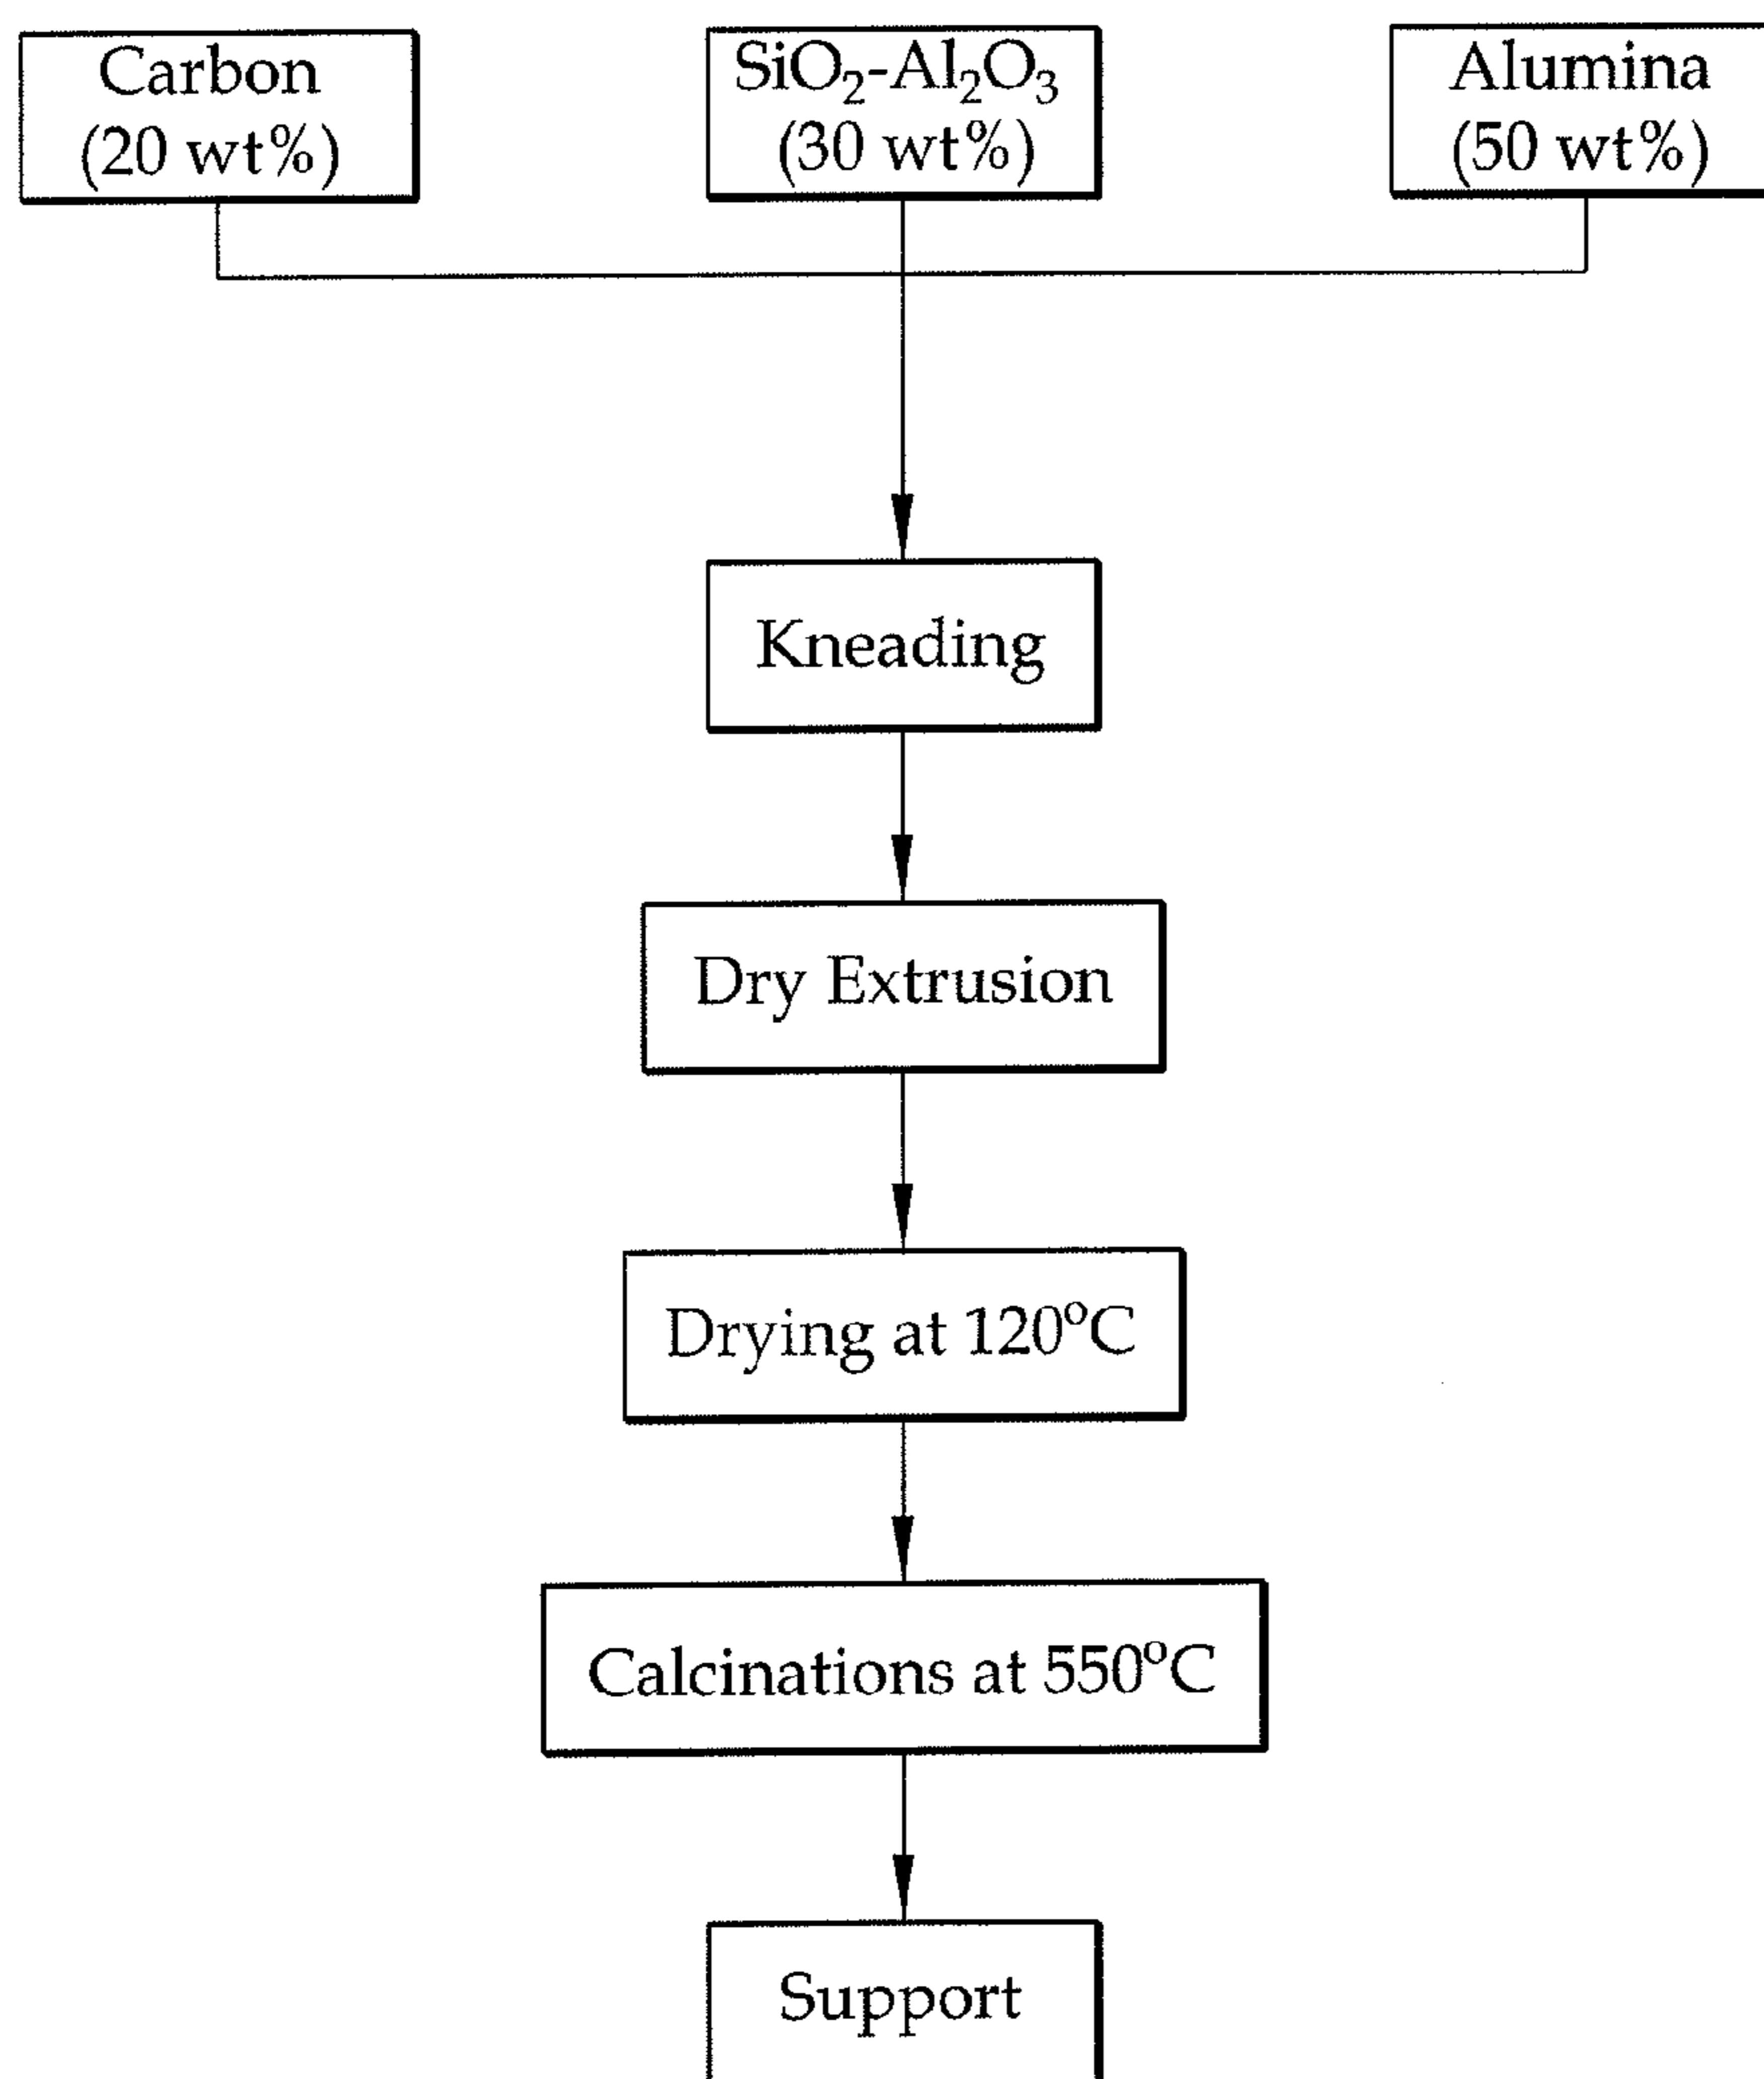 Carbon
(20 wt%)
SiO₂-Al₂O₃
(30 wt%)
Alumina
(50 wt%)
Kneading
Dry Extrusion
Drying at 120°C
Calcinations at 550°C
Support